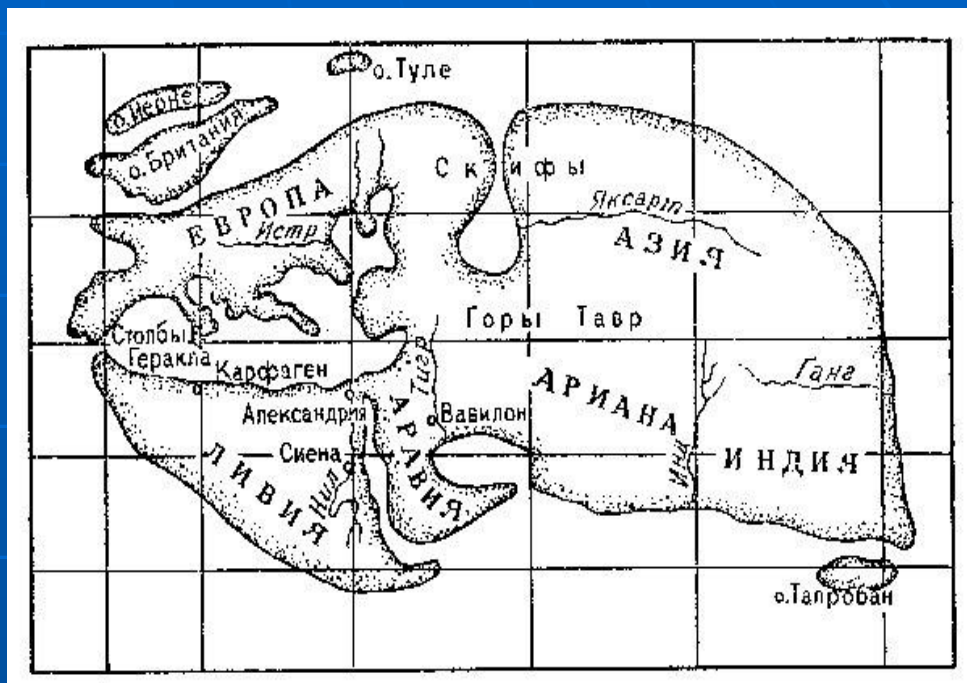 о. Туле
о. Иерне
о. Британия
Скифы
ЕВРОПА
Истр
Яксарт
АЗИЯ
Горы Тавр
Столбы
Геракла
Карфаген
Тигр
Ганг
АРИАНА
Александрия
Вавилон
АРАВИЯ
Сиена
ЛИВИЯ
Нил
Инд
ИНДИЯ
о. Тапробан